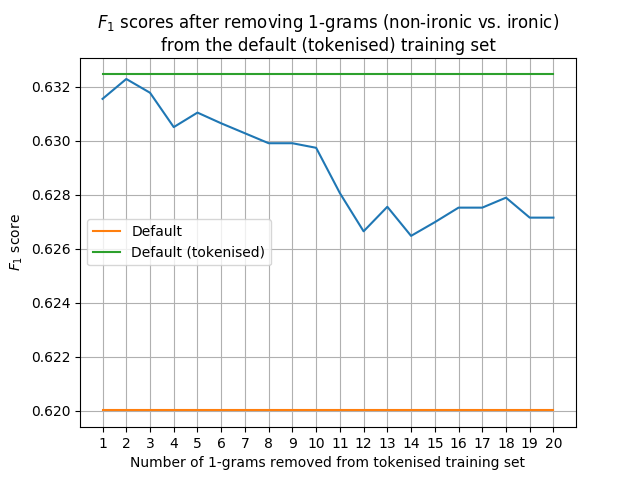 F1 scores after removing 1-grams (non-ironic vs. ironic)
from the default (tokenised) training set
F1 score
0.632
0.630
0.628
0.626
0.624
0.622
0.620
Default
Default (tokenised)
1 2 3 4 5 6 7 8 9 10 11 12 13 14 15 16 17 18 19 20
Number of 1-grams removed from tokenised training set